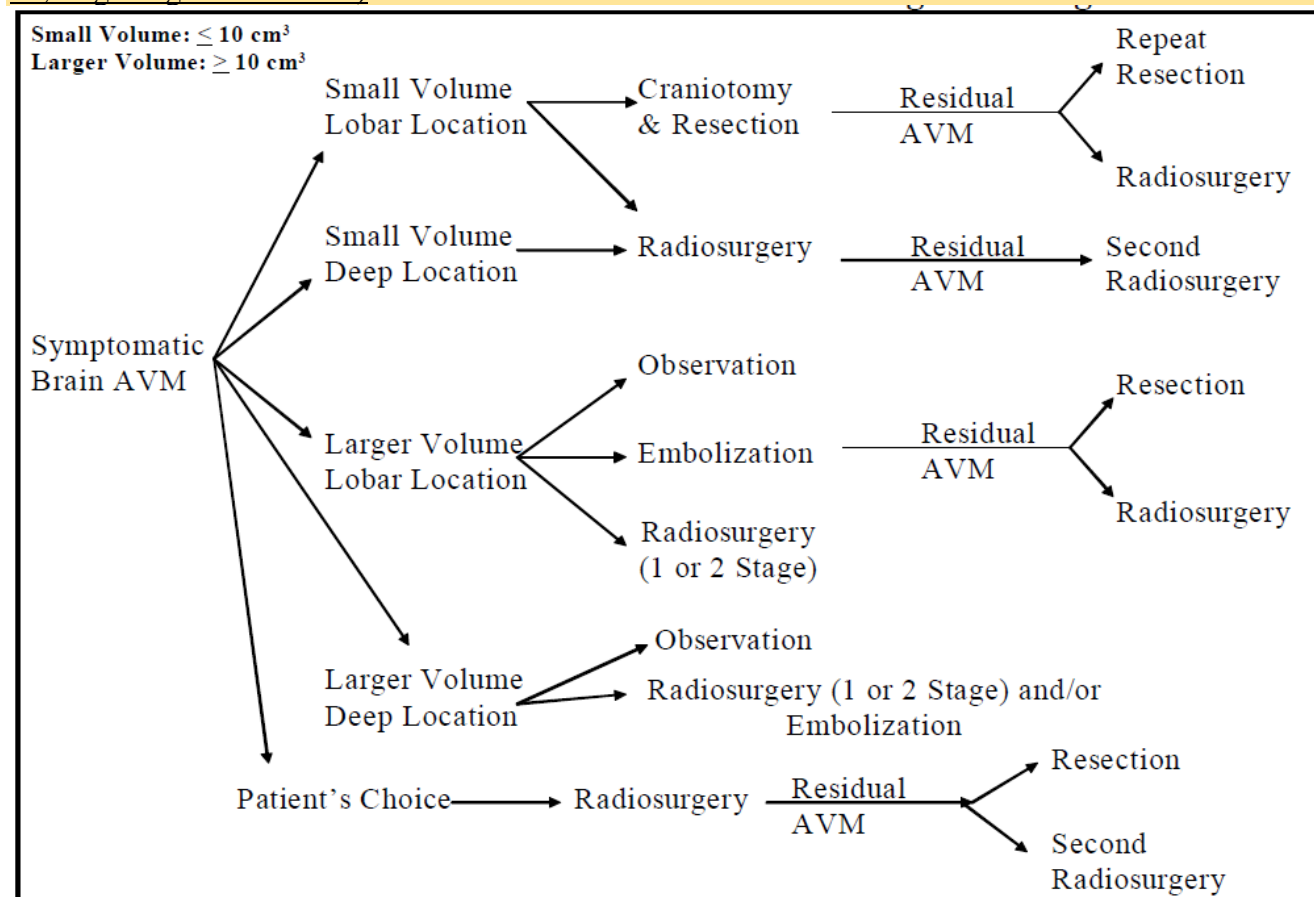 Small Volume: ≤ 10 cm³
Larger Volume: ≥ 10 cm³
Small Volume
Lobar Location
Craniotomy
& Resection
Residual
AVM
Repeat
Resection
Radiosurgery
Small Volume
Deep Location
Radiosurgery
Residual
AVM
Second
Radiosurgery
Symptomatic
Brain AVM
Larger Volume
Lobar Location
Observation
Embolization
Radiosurgery
(1 or 2 Stage)
Residual
AVM
Resection
Radiosurgery
Larger Volume
Deep Location
Observation
Radiosurgery (1 or 2 Stage) and/or
Embolization
Patient’s Choice
Radiosurgery
Residual
AVM
Resection
Second
Radiosurgery